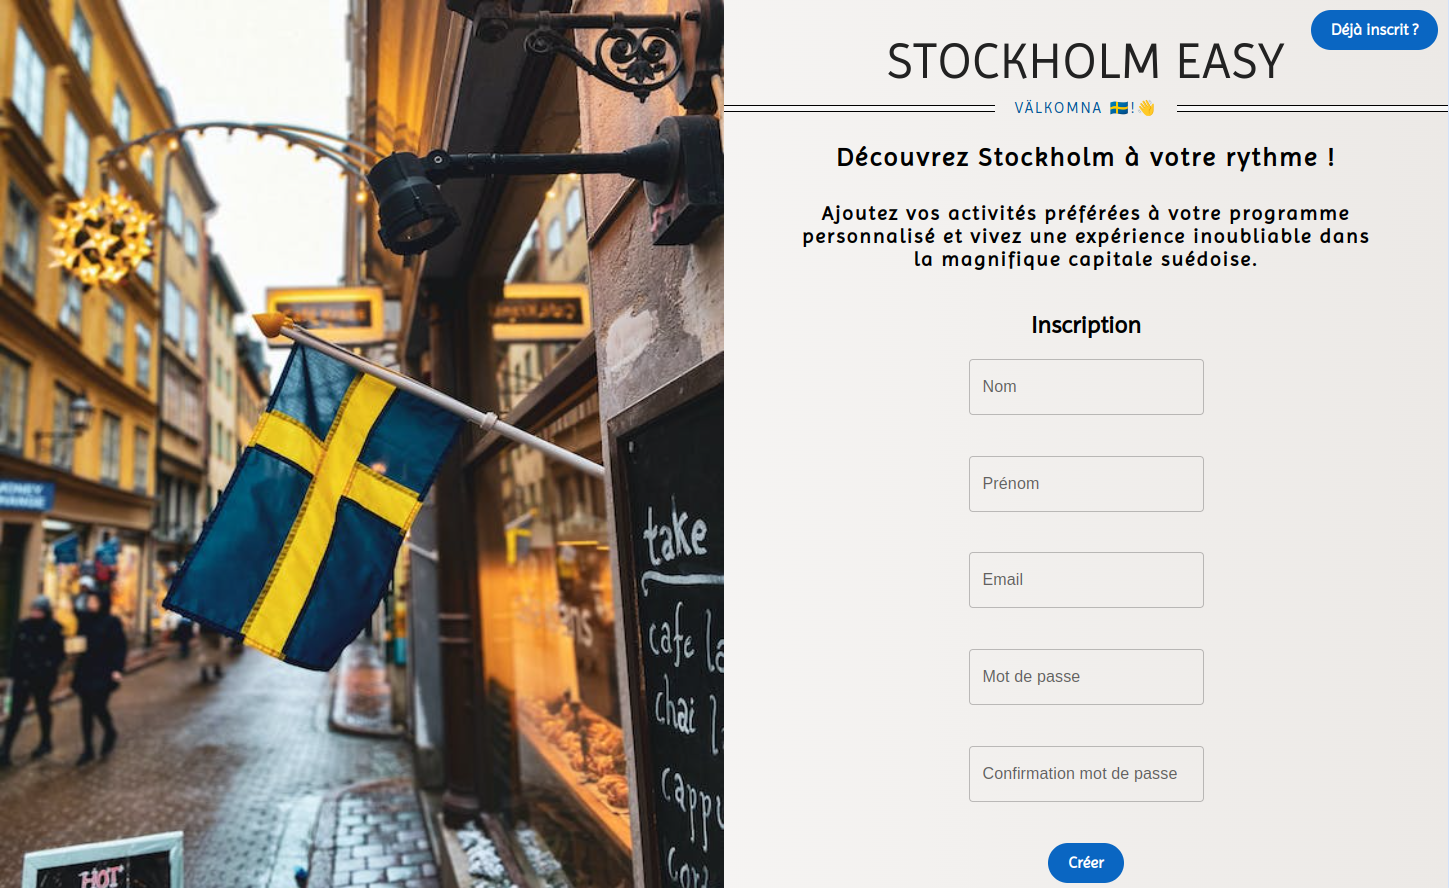 Déjà inscrit ?
STOCKHOLM EASY
VÄLKOMNA 🇸🇪!👋
Découvrez Stockholm à votre rythme !
Ajoutez vos activités préférées à votre programme
personnalisé et vivez une expérience inoubliable dans
la magnifique capitale suédoise.
Inscription
Nom
Prénom
Email
Mot de passe
Confirmation mot de passe
Créer
take
cafe la
chai la
cappu
HOT